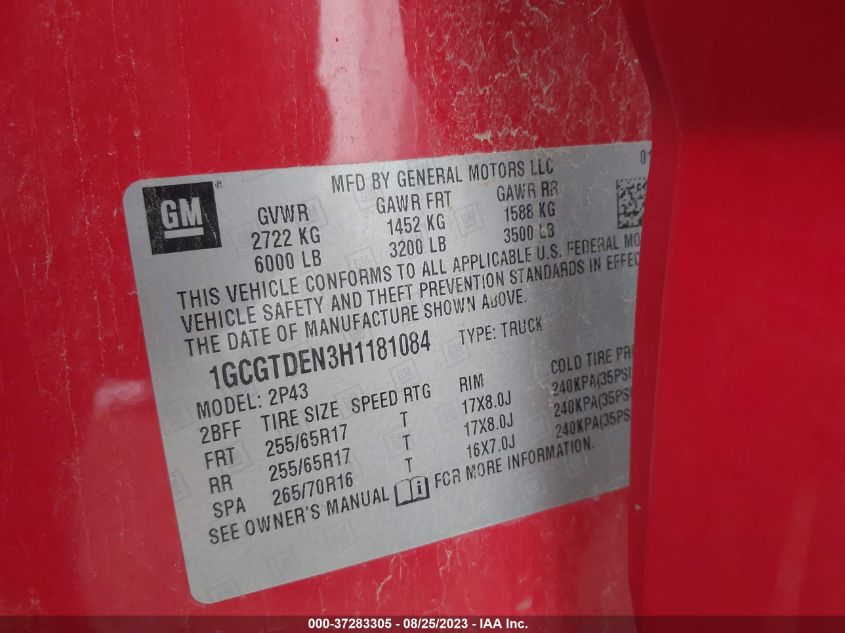 MFD BY GENERAL MOTORS LLC 01
GM ®
GVWR GAWR FRT GAWR RR
2722 KG 1452 KG 1588 KG
6000 LB 3200 LB 3500 LB
THIS VEHICLE CONFORMS TO ALL APPLICABLE U.S. FEDERAL MO
VEHICLE SAFETY AND THEFT PREVENTION STANDARDS IN EFFEC
THE DATE OF MANUFACTURE SHOWN ABOVE.
1GCGTDEN3H1181084 TYPE: TRUCK
MODEL: 2P43
2BFF TIRE SIZE SPEED RTG RIM COLD TIRE PR
FRT 255/65R17 T 17X8.0J 240KPA(35PSI
RR 255/65R17 T 17X8.0J 240KPA(35PSI
SPA 265/70R16 T 16X7.0J 240KPA(35PS
SEE OWNER'S MANUAL FOR MORE INFORMATION.
000-37283305 - 08/25/2023 - COPYRIGHT IAA, Inc.